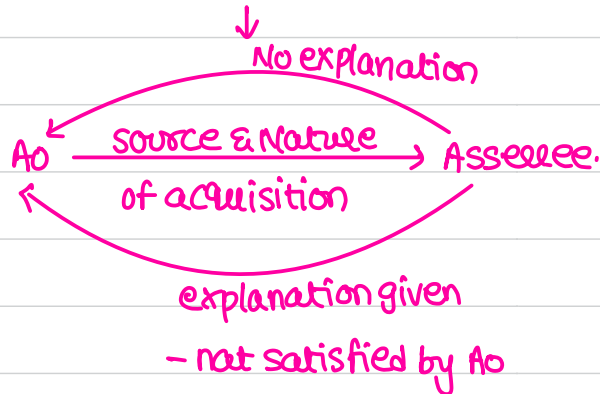 No explanation
AO source & Nature Assessee.
of acquisition
explanation given
- not satisfied by AO